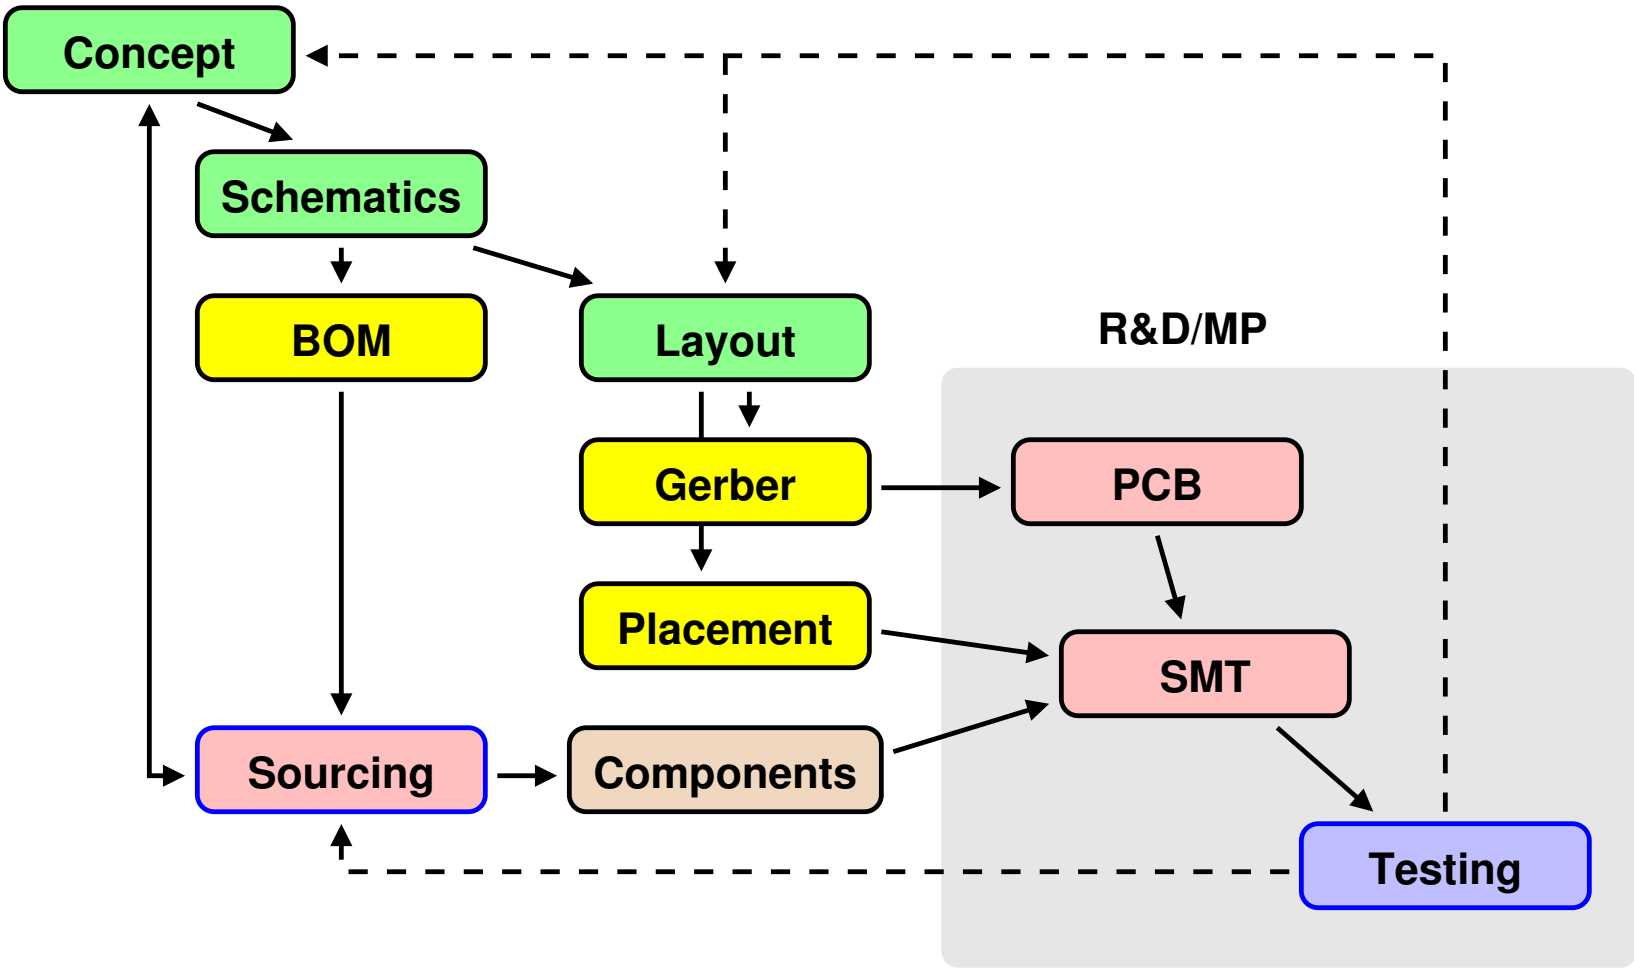 Concept
Schematics
BOM
Layout
R&D/MP
Gerber
PCB
Placement
SMT
Sourcing
Components
Testing